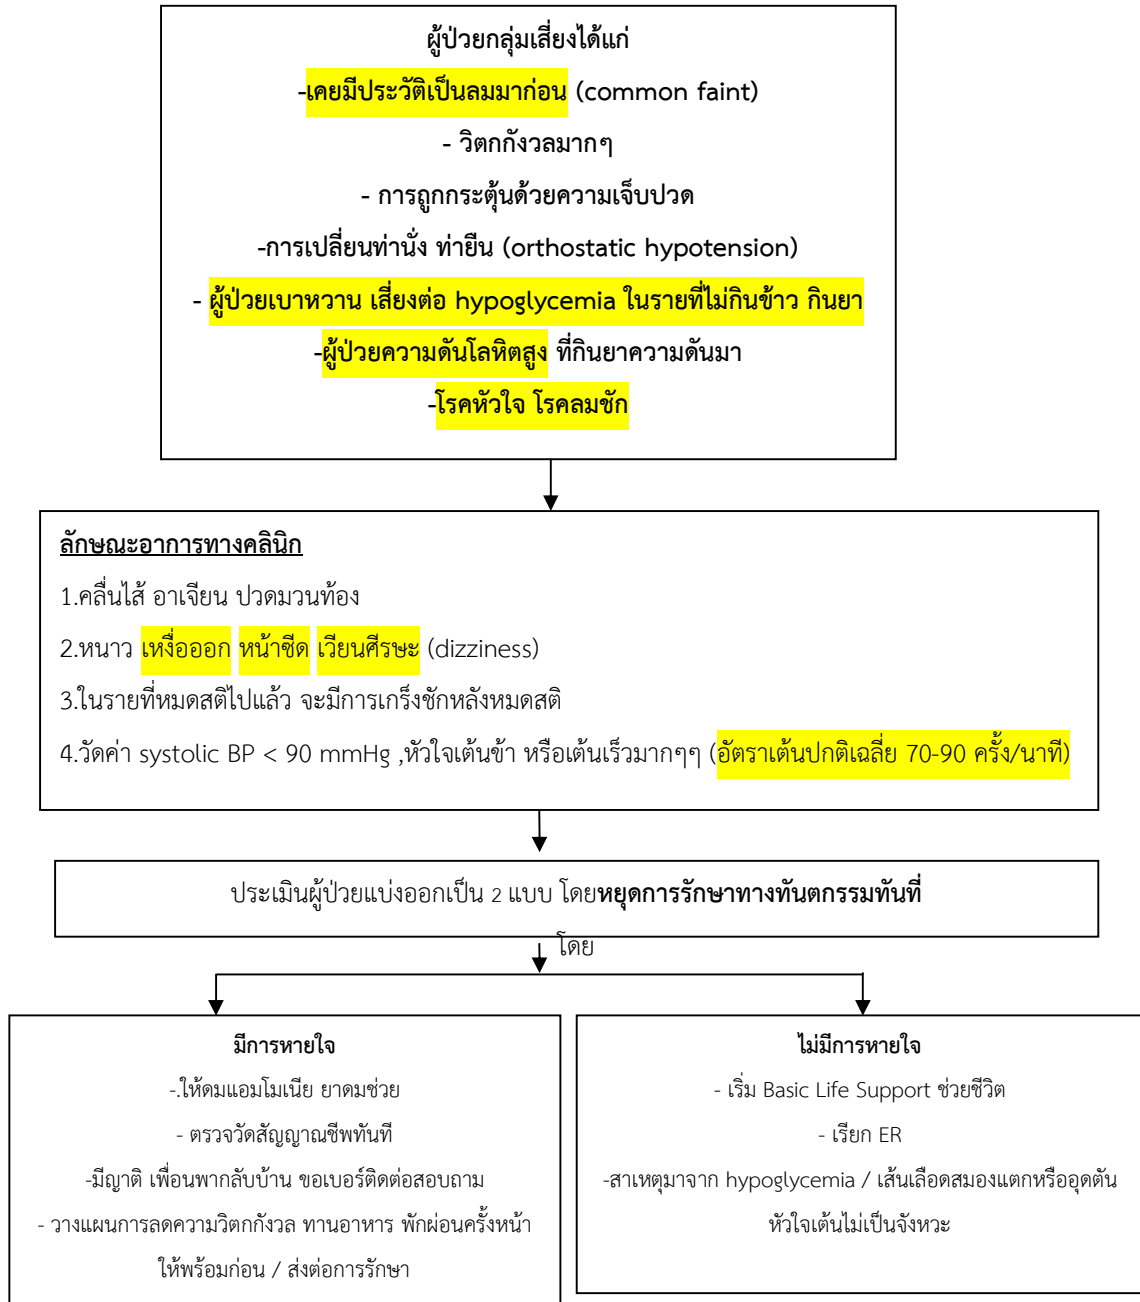 ผู้ป่วยกลุ่มเสี่ยงได้แก่
-เคยมีประวัติเป็นลมมาก่อน (common faint)
- วิตกกังวลมากๆ
- การถูกกระตุ้นด้วยความเจ็บปวด
-การเปลี่ยนท่านั่ง ท่ายืน (orthostatic hypotension)
- ผู้ป่วยเบาหวาน เสี่ยงต่อ hypoglycemia ในรายที่ไม่กินข้าว กินยา
-ผู้ป่วยความดันโลหิตสูง ที่กินยาความดันมา
-โรคหัวใจ โรคลมชัก
ลักษณะอาการทางคลินิก
1.คลื่นไส้ อาเจียน ปวดมวนท้อง
2.หนาว เหงื่อออก หน้าซีด เวียนศีรษะ (dizziness)
3.ในรายที่หมดสติไปแล้ว จะมีการเกร็งชักหลังหมดสติ
4.วัดค่า systolic BP < 90 mmHg ,หัวใจเต้นช้า หรือเต้นเร็วมากๆๆ (อัตราเต้นปกติเฉลี่ย 70-90 ครั้ง/นาที)
ประเมินผู้ป่วยแบ่งออกเป็น 2 แบบ โดยหยุดการรักษาทางทันตกรรมทันที่
โดย
มีการหายใจ
-.ให้ดมแอมโมเนีย ยาดมช่วย
- ตรวจวัดสัญญาณชีพทันที
-มีญาติ เพื่อนพากลับบ้าน ขอเบอร์ติดต่อสอบถาม
- วางแผนการลดความวิตกกังวล ทานอาหาร พักผ่อนครั้งหน้า
ให้พร้อมก่อน / ส่งต่อการรักษา
ไม่มีการหายใจ
- เริ่ม Basic Life Support ช่วยชีวิต
- เรียก ER
-สาเหตุมาจาก hypoglycemia / เส้นเลือดสมองแตกหรืออุดตัน
หัวใจเต้นไม่เป็นจังหวะ